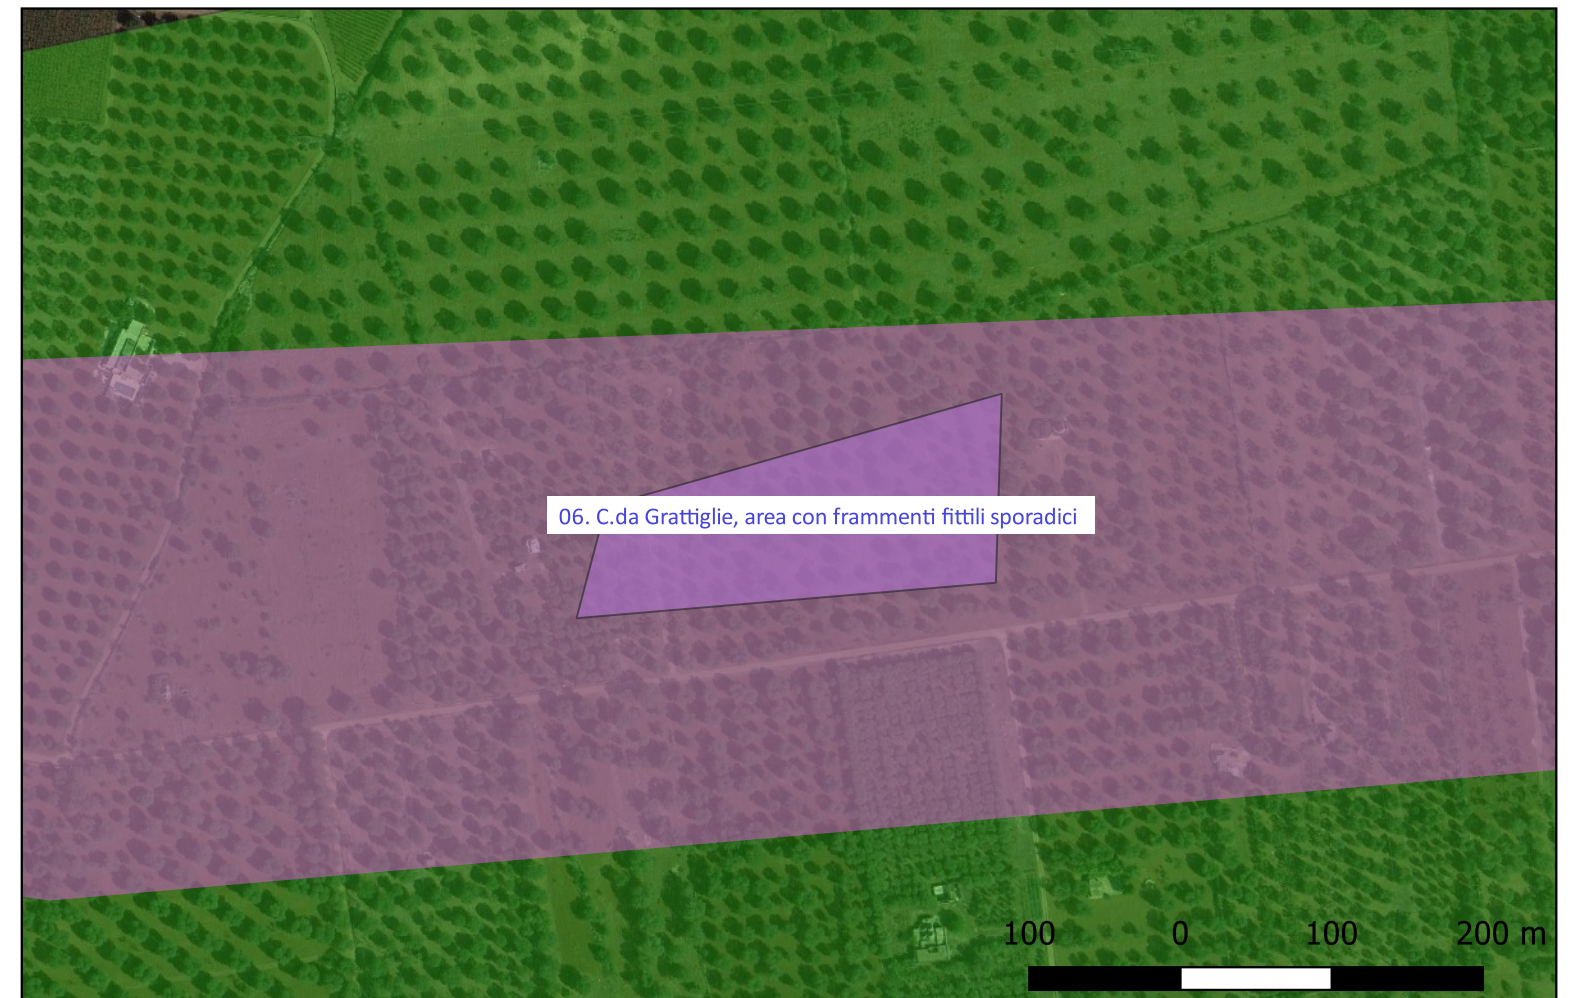 06. C.da Grattiglie, area con frammenti fittili sporadici
100 0 100 200 m